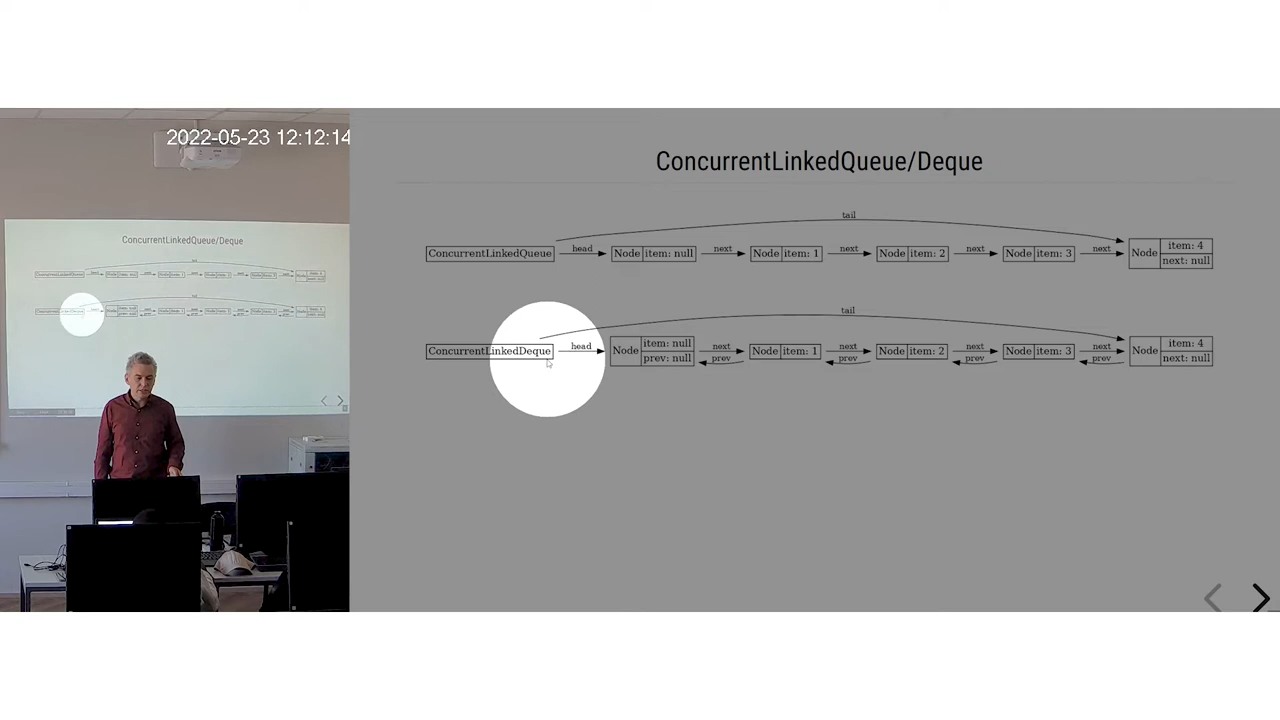 2022-05-23 12:12:14
ConcurrentLinkedQueue/Deque
tail
ConcurrentLinkedQueue head Node item: null next Node item: 1 next Node item: 2 next Node item: 3 next Node item: 4 next: null
tail
ConcurrentLinkedDeque head Node item: null prev: null next prev Node item: 1 next prev Node item: 2 next prev Node item: 3 next prev Node item: 4 next: null
ConcurrentLinkedQueue/Deque